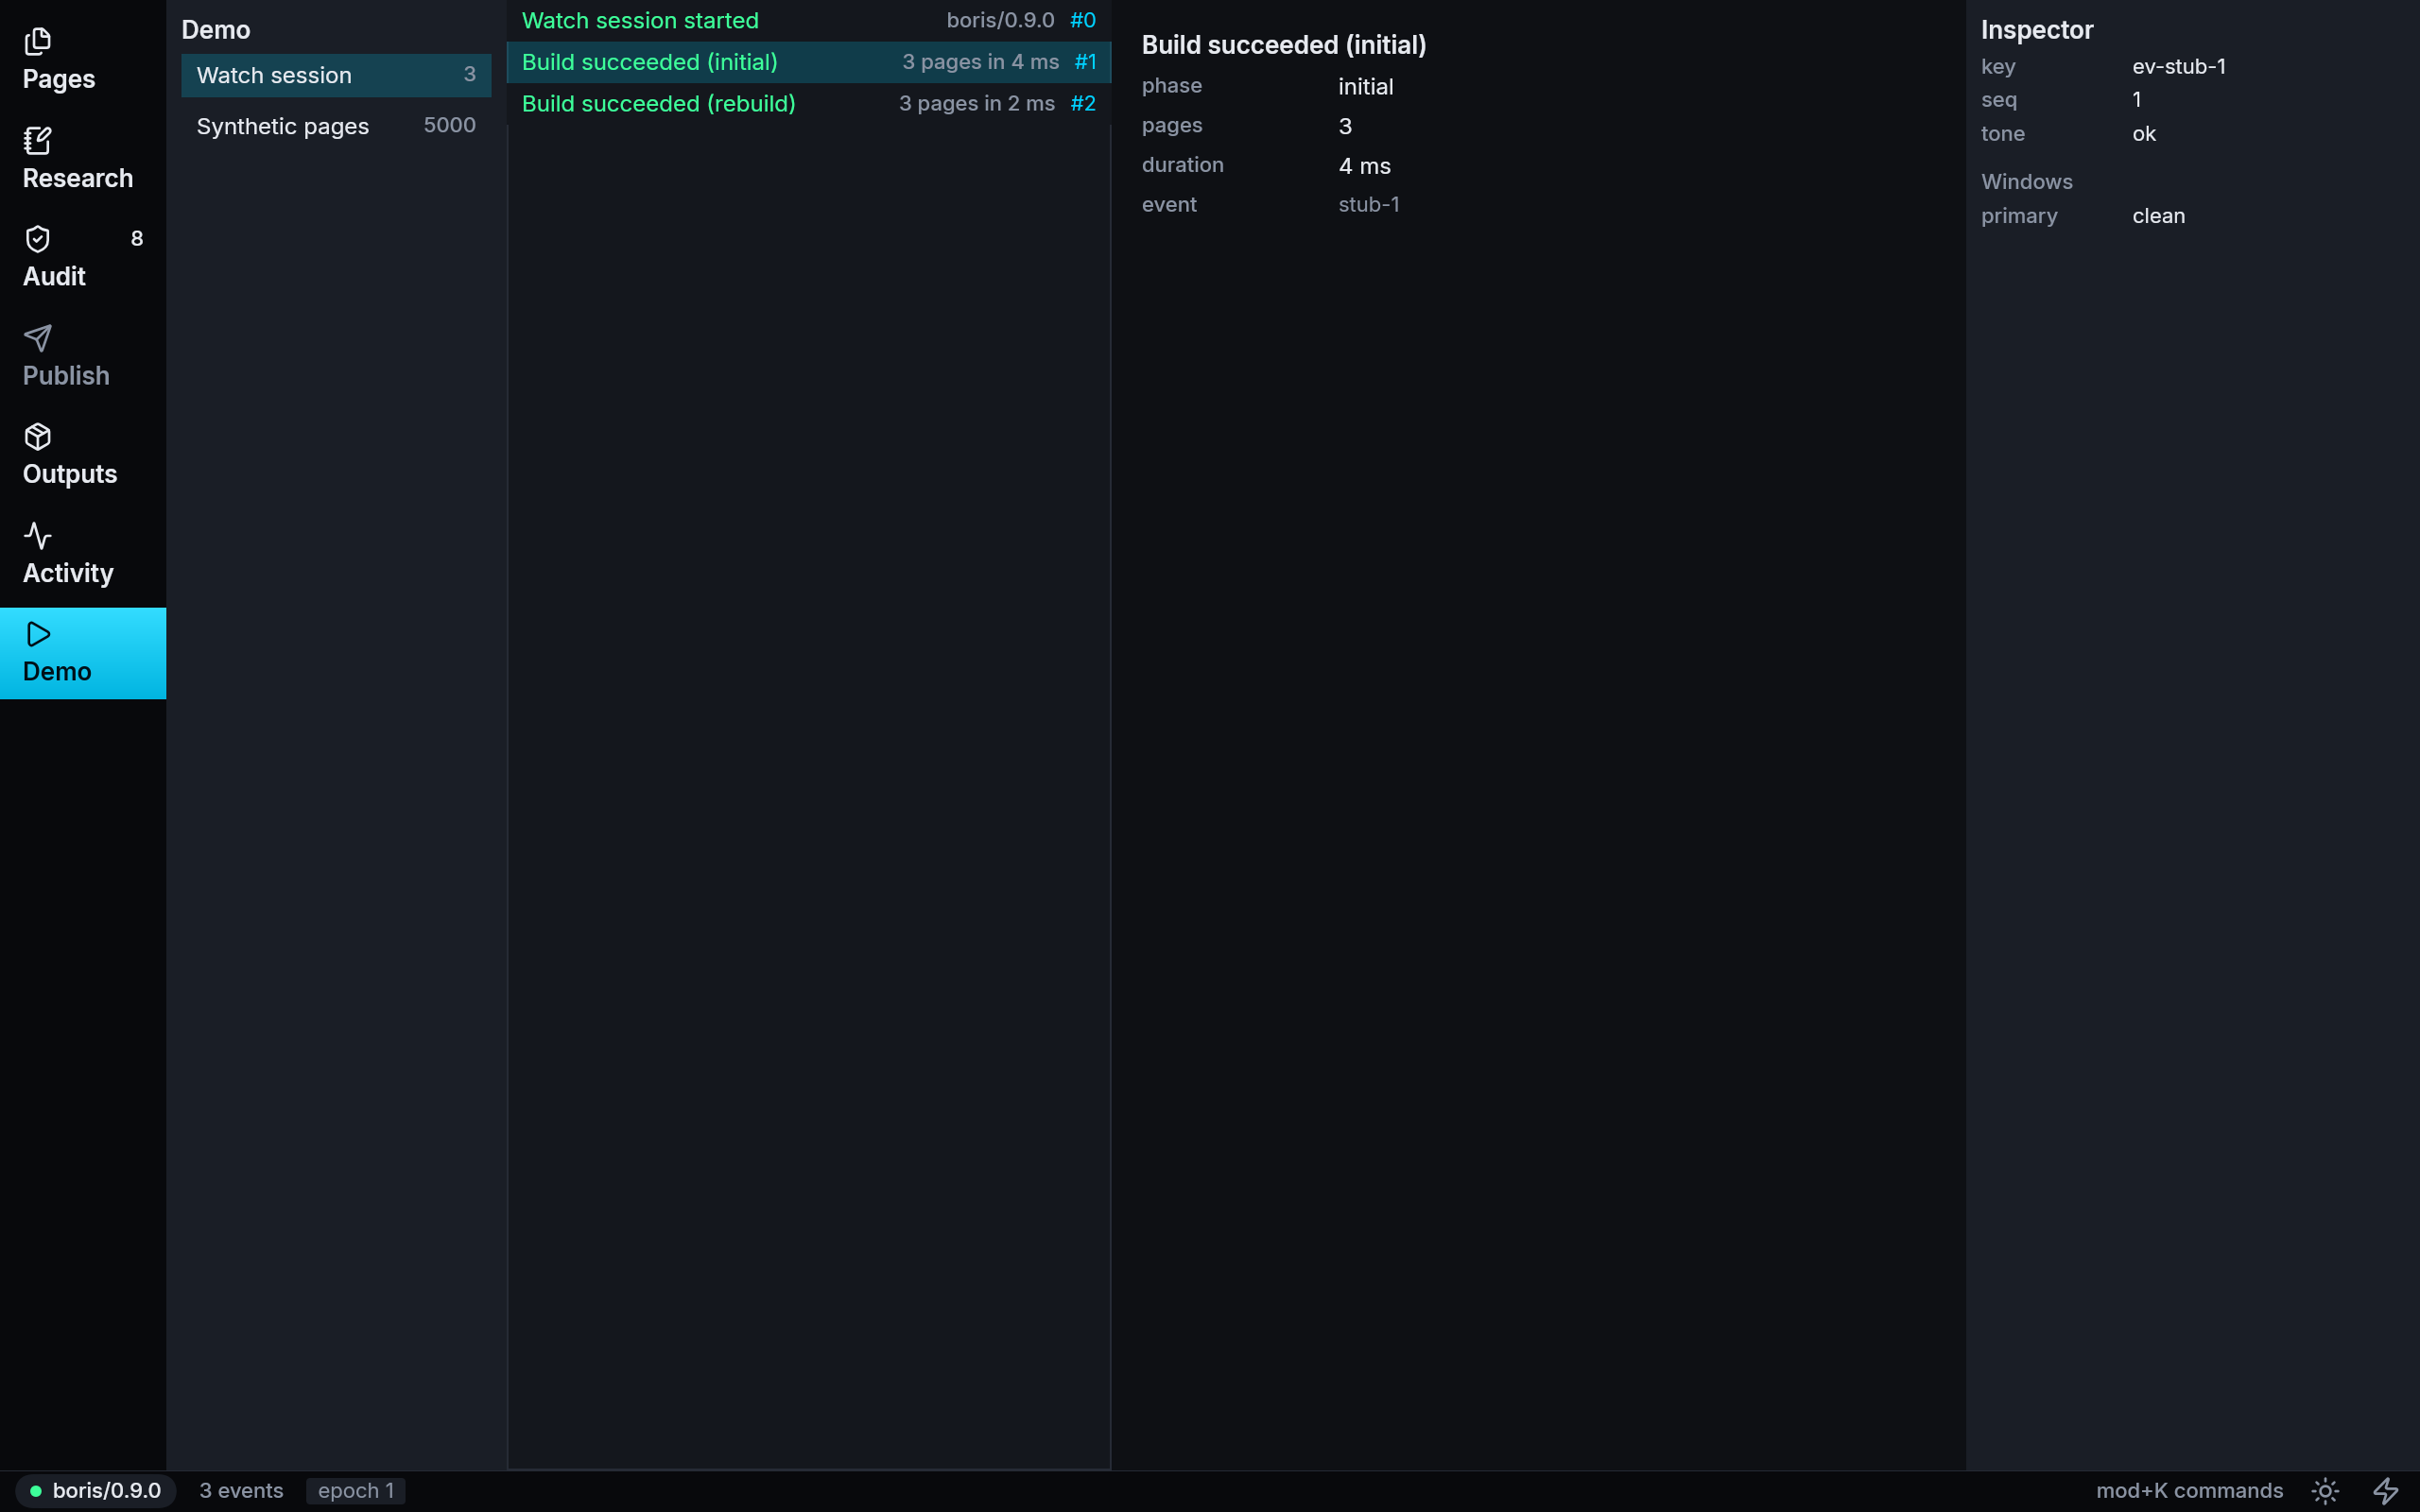 Pages
Research
8
Audit
Publish
Outputs
Activity
Demo
Demo
Watch session 3
Synthetic pages 5000
Watch session started boris/0.9.0 #0
Build succeeded (initial) 3 pages in 4 ms #1
Build succeeded (rebuild) 3 pages in 2 ms #2
Build succeeded (initial)
phase initial
pages 3
duration 4 ms
event stub-1
Inspector
key ev-stub-1
seq 1
tone ok
Windows
primary clean
boris/0.9.0 3 events epoch 1 mod+K commands